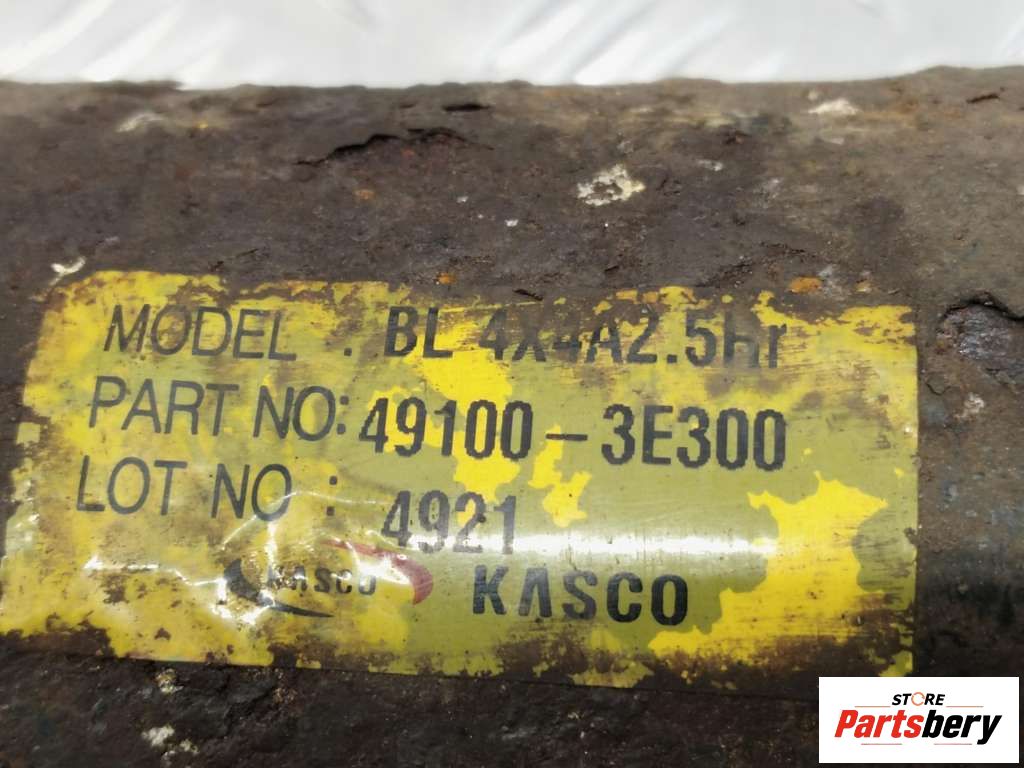 MODEL : BL 4X4A2.5Hr
PART NO: 49100-3E300
LOT NO : 4921
KASCO KASCO
STORE
Partsbery